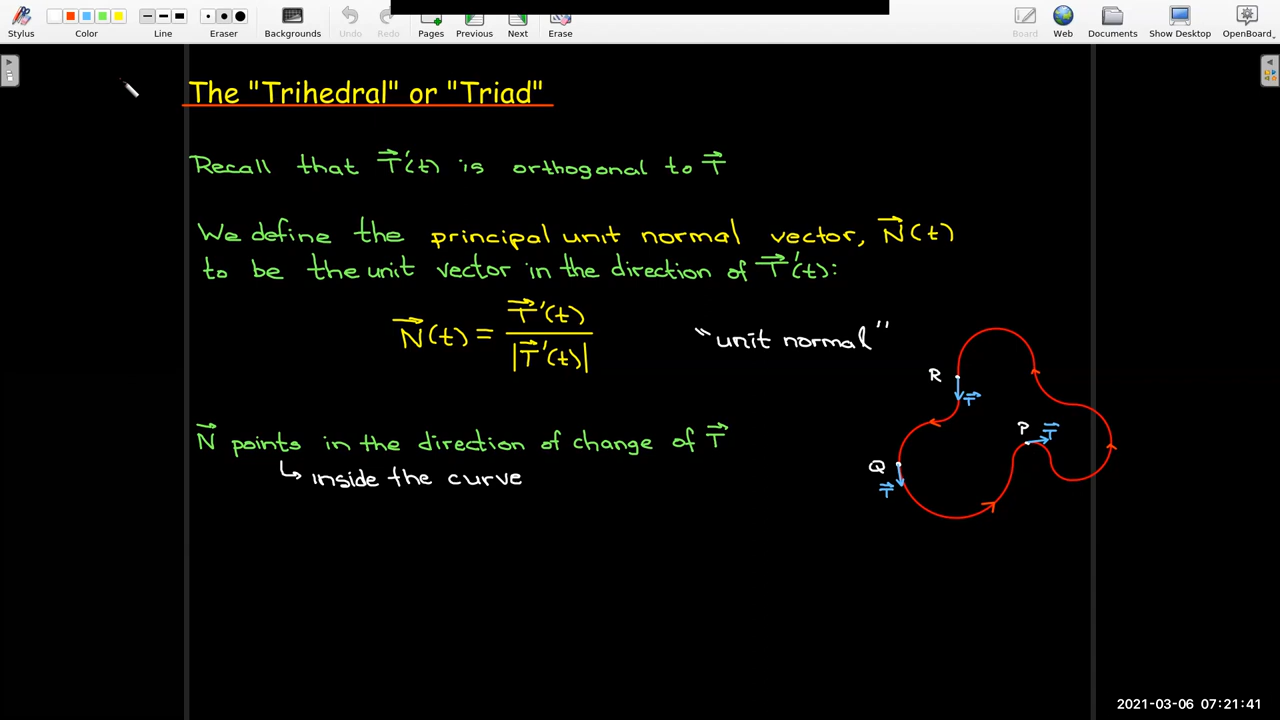 Stylus Color Line Eraser Backgrounds Undo Redo Pages Previous Next Erase Board Web Documents Show Desktop OpenBoard
The "Trihedral" or "Triad"
Recall that T⃗'(t) is orthogonal to T⃗
We define the principal unit normal vector, N⃗(t)
to be the unit vector in the direction of T⃗'(t):
N⃗(t) = T⃗'(t) / |T⃗'(t)|
"unit normal"
R
T⃗
P
T⃗
N⃗ points in the direction of change of T⃗
Q
↳ inside the curve
T⃗
2021-03-06 07:21:41